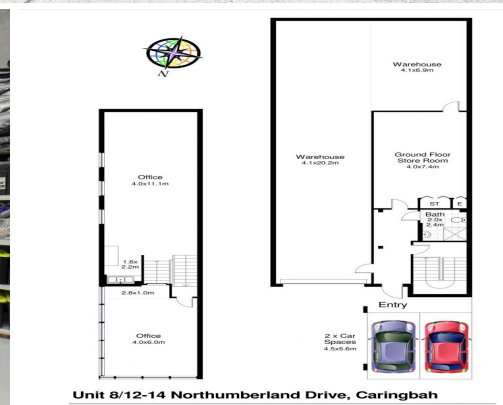 N
Office
4.0x11.1m
1.6x
2.2m
2.8x1.0m
Office
4.0x6.0m
Warehouse
4.1x6.9m
Warehouse
4.1x20.2m
Ground Floor
Store Room
4.0x7.4m
ST
E
Bath
2.0x
2.4m
Entry
2 x Car
Spaces
4.5x5.6m
Unit 8/12-14 Northumberland Drive, Caringbah